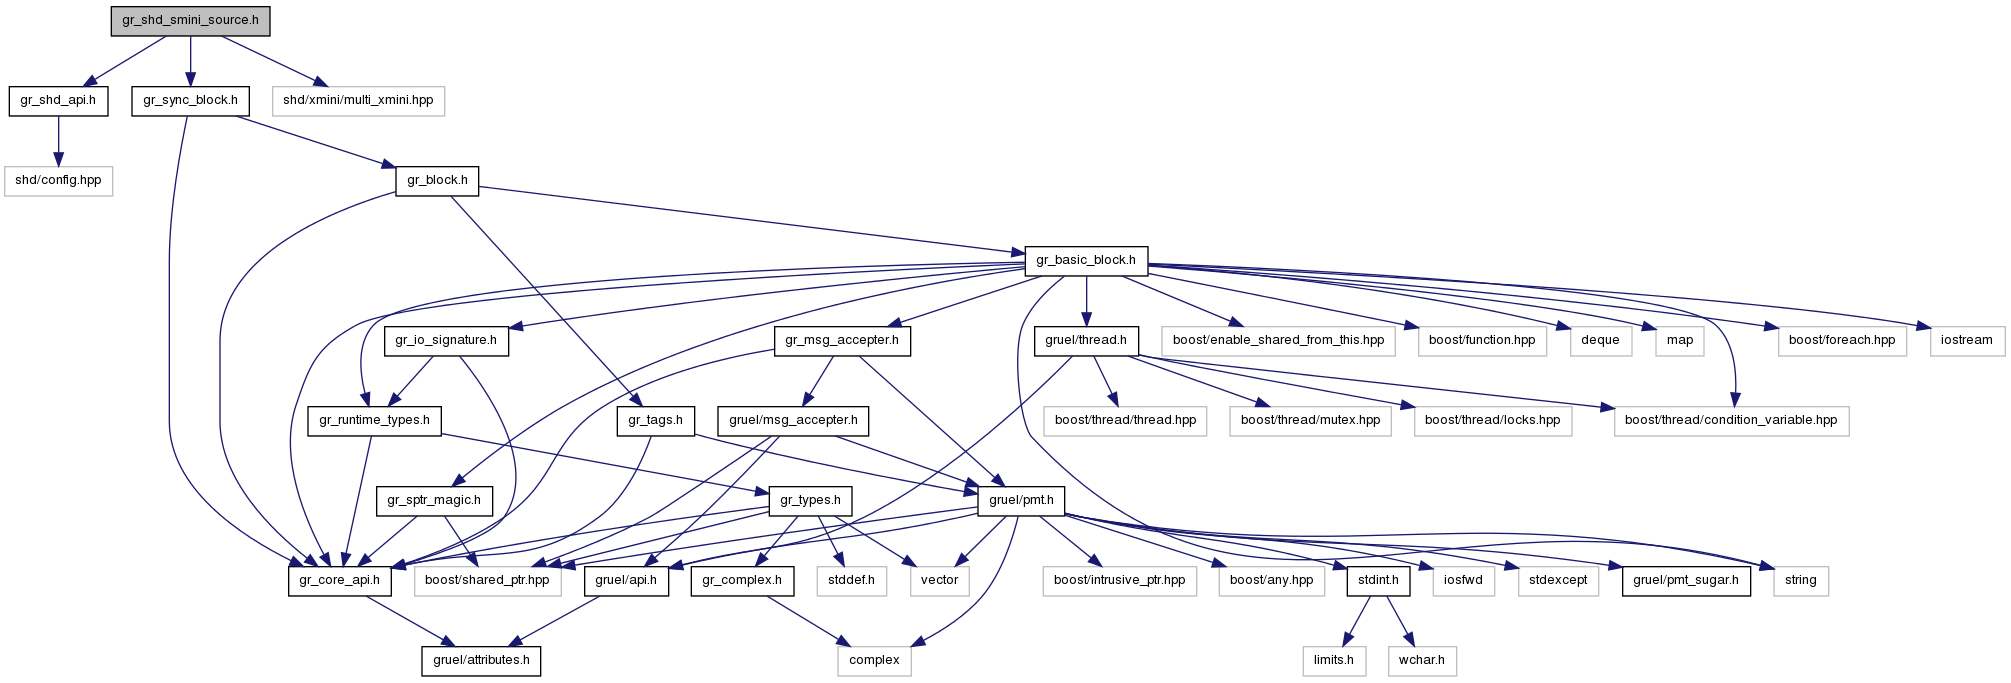 gr_shd_smini_source.h
gr_shd_api.h
gr_sync_block.h
shd/xmini/multi_xmini.hpp
shd/config.hpp
gr_block.h
gr_basic_block.h
gr_io_signature.h
gr_msg_accepter.h
gruel/thread.h
boost/enable_shared_from_this.hpp
boost/function.hpp
deque
map
boost/foreach.hpp
iostream
gr_runtime_types.h
gr_tags.h
gruel/msg_accepter.h
boost/thread/thread.hpp
boost/thread/mutex.hpp
boost/thread/locks.hpp
boost/thread/condition_variable.hpp
gr_sptr_magic.h
gr_types.h
gruel/pmt.h
gr_core_api.h
boost/shared_ptr.hpp
gruel/api.h
gr_complex.h
stddef.h
vector
boost/intrusive_ptr.hpp
boost/any.hpp
stdint.h
iosfwd
stdexcept
gruel/pmt_sugar.h
string
gruel/attributes.h
complex
limits.h
wchar.h